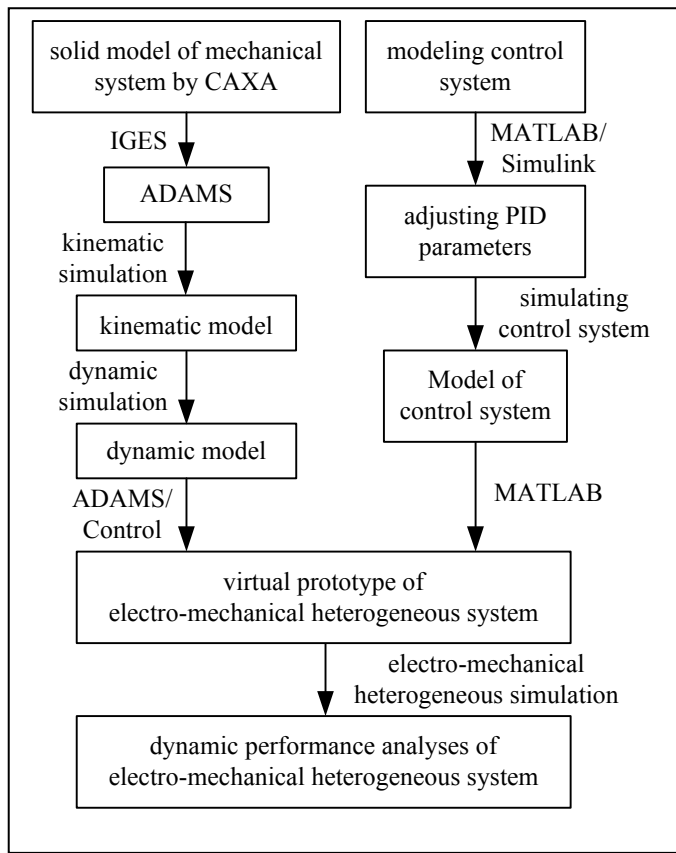 solid model of mechanical
system by CAXA
modeling control
system
IGES
MATLAB/
Simulink
ADAMS
adjusting PID
parameters
kinematic
simulation
simulating
control system
kinematic model
dynamic
simulation
Model of
control system
dynamic model
ADAMS/
Control
MATLAB
virtual prototype of
electro-mechanical heterogeneous system
electro-mechanical
heterogeneous simulation
dynamic performance analyses of
electro-mechanical heterogeneous system